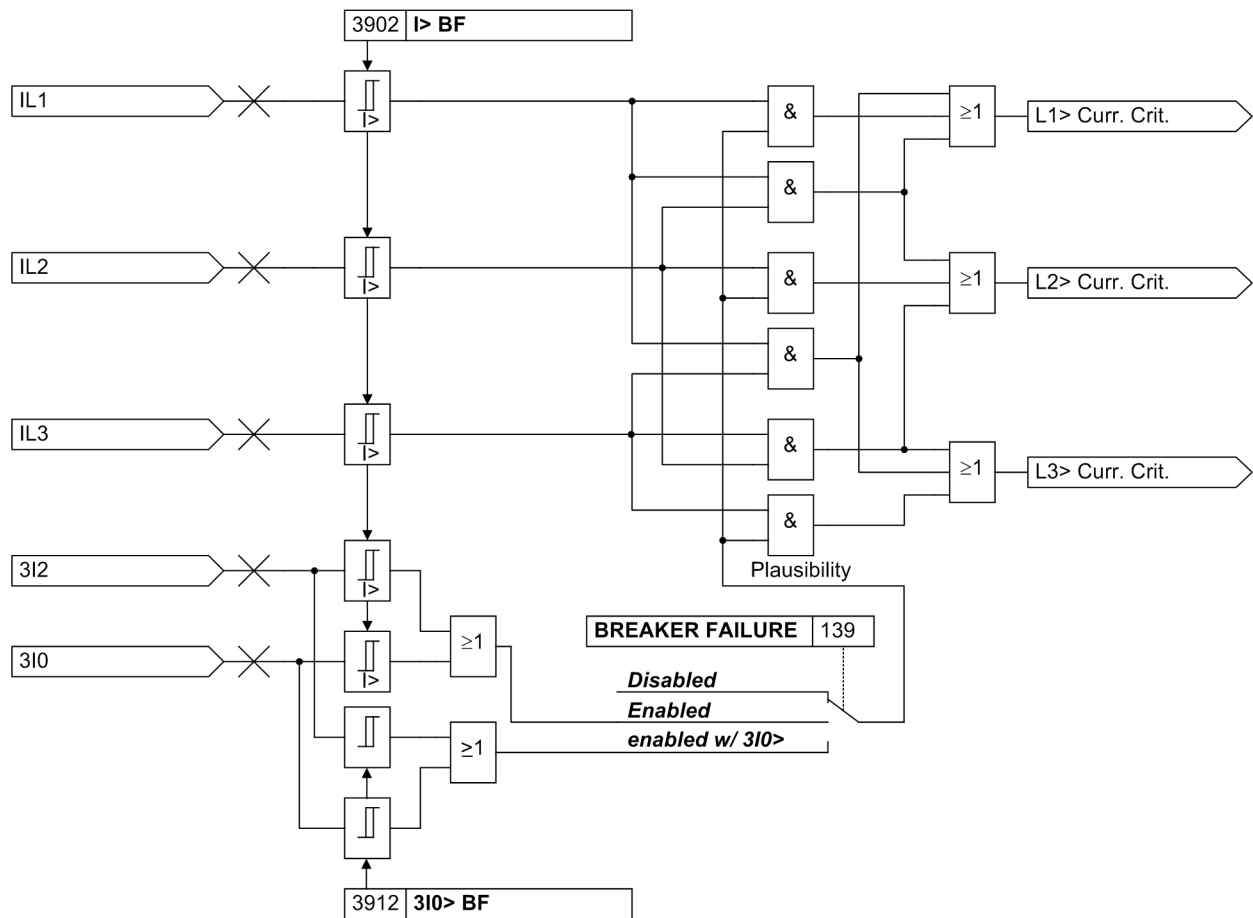 3902 I> BF
IL1
I>
&
≥1
L1> Curr. Crit.
&
IL2
I>
&
≥1
L2> Curr. Crit.
&
IL3
I>
&
≥1
L3> Curr. Crit.
&
3I2
I>
Plausibility
≥1
BREAKER FAILURE 139
3I0
I>
Disabled
Enabled
≥1
enabled w/ 3I0>
3912 3I0> BF